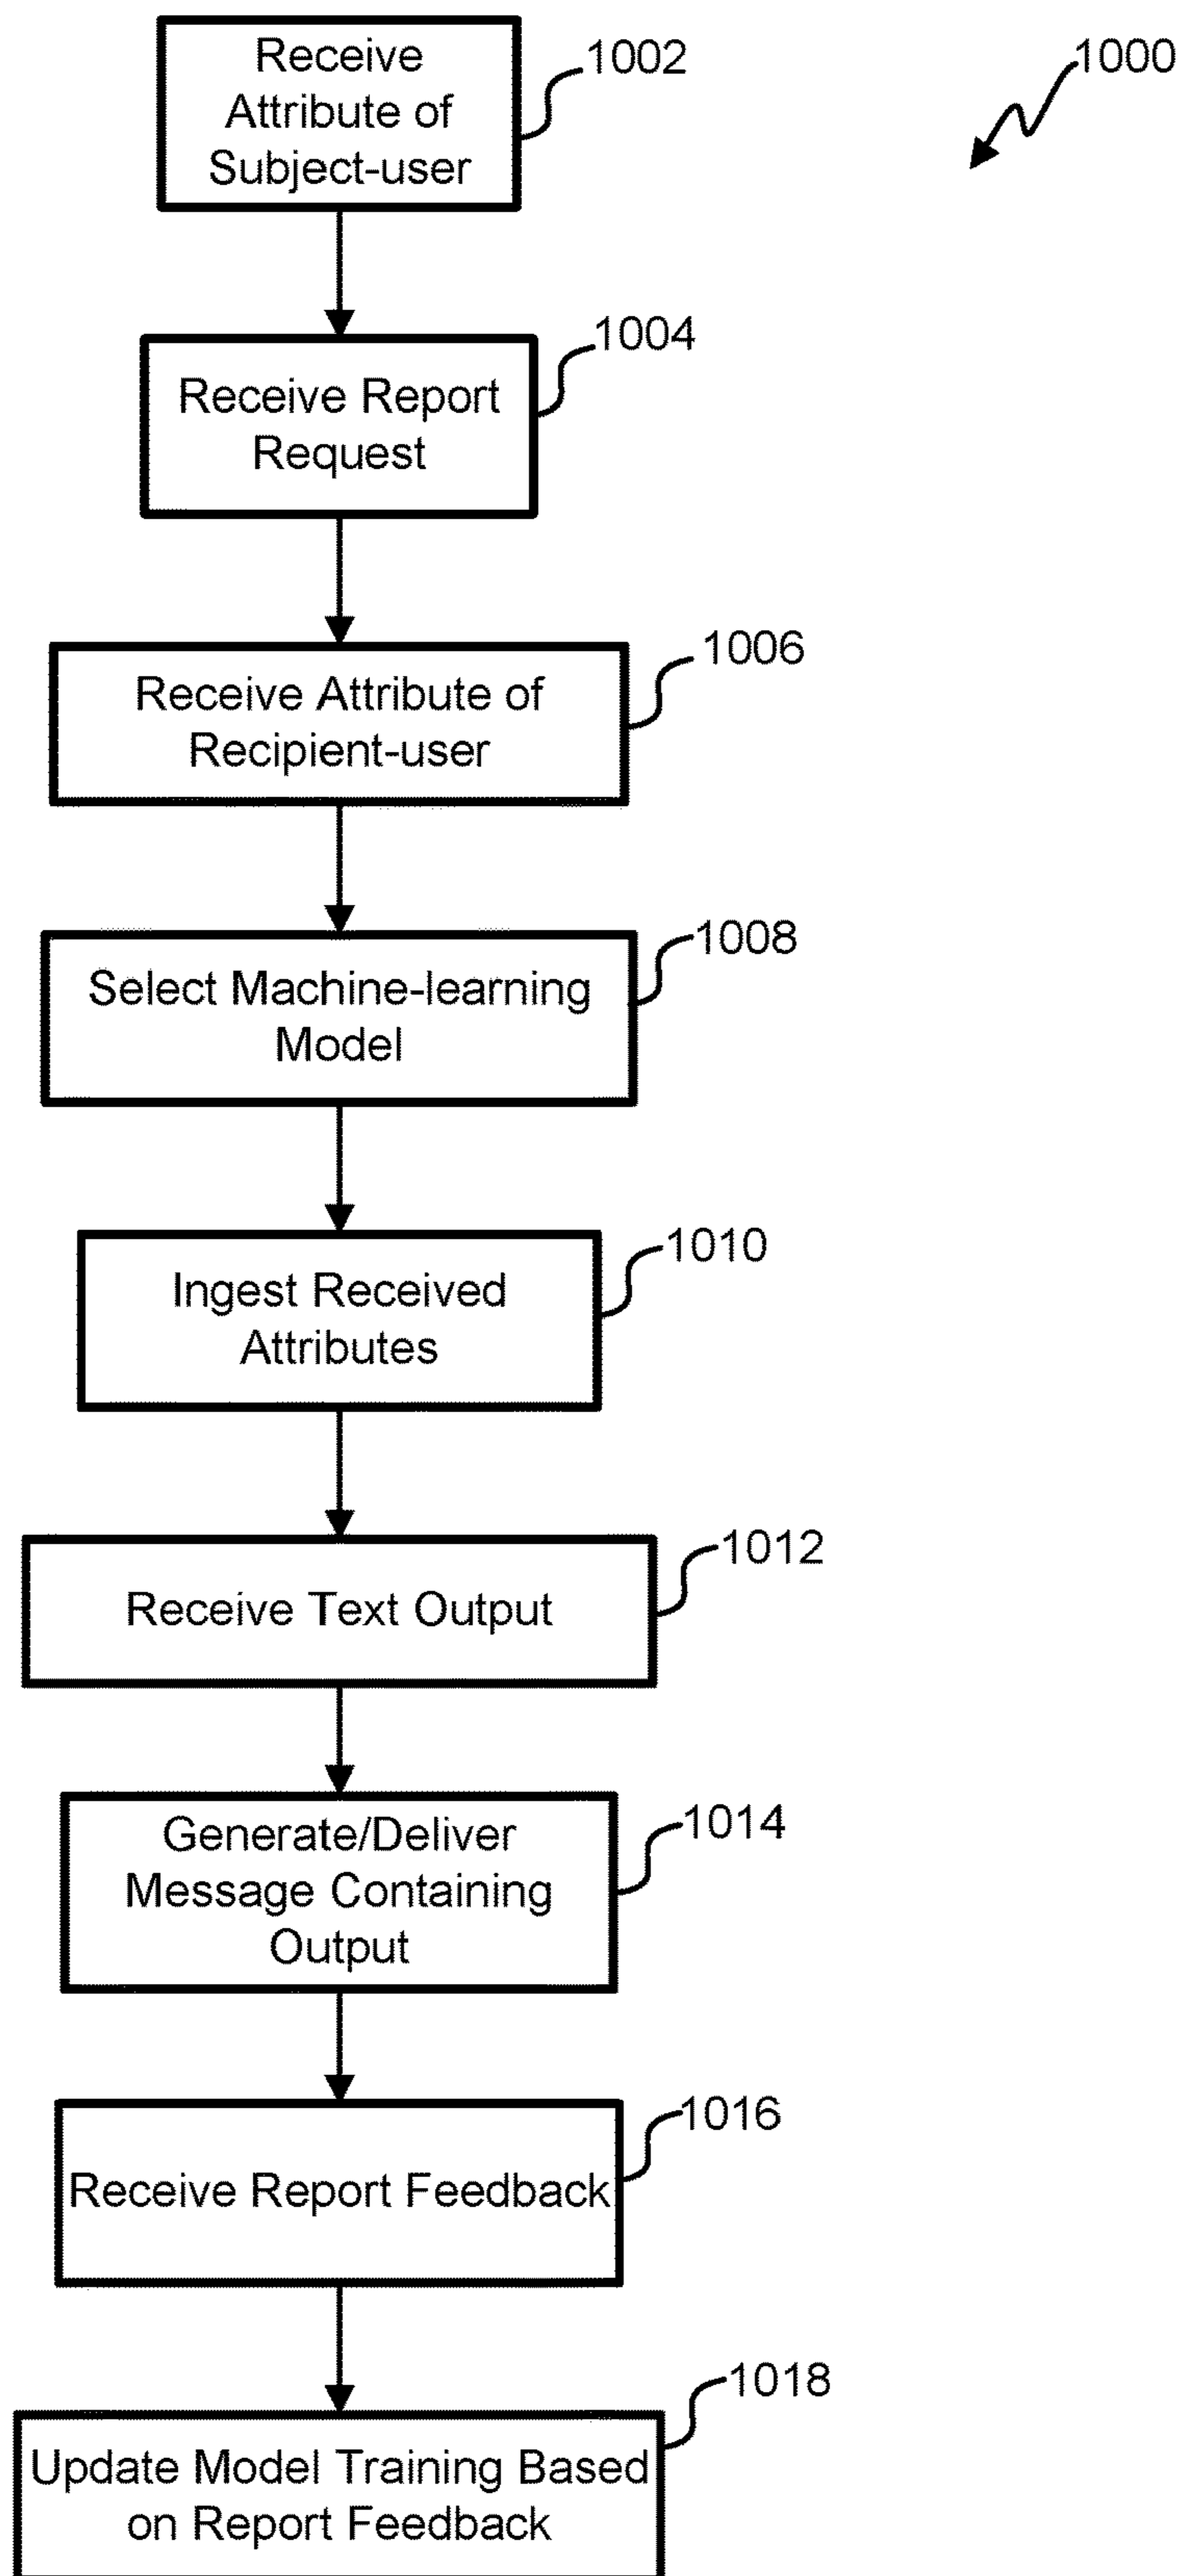 Receive
Attribute of
Subject-user
1002
1000
Receive Report
Request
1004
Receive Attribute of
Recipient-user
1006
Select Machine-learning
Model
1008
Ingest Received
Attributes
1010
Receive Text Output
1012
Generate/Deliver
Message Containing
Output
1014
Receive Report Feedback
1016
Update Model Training Based
on Report Feedback
1018